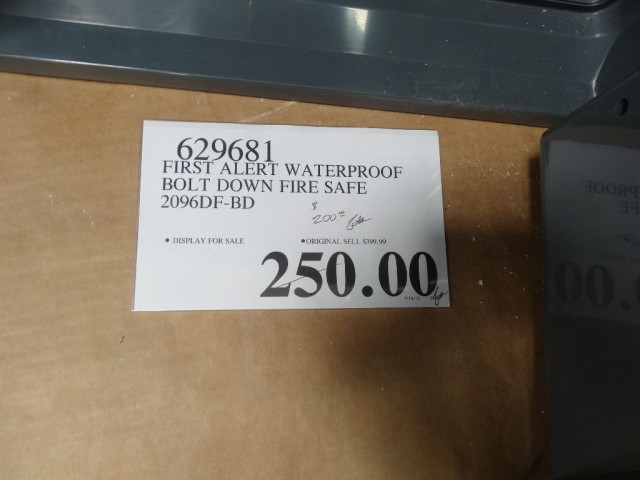 629681
FIRST ALERT WATERPROOF
BOLT DOWN FIRE SAFE
2096DF-BD
$
200.00
• DISPLAY FOR SALE
• ORIGINAL SELL $399.99
250.00